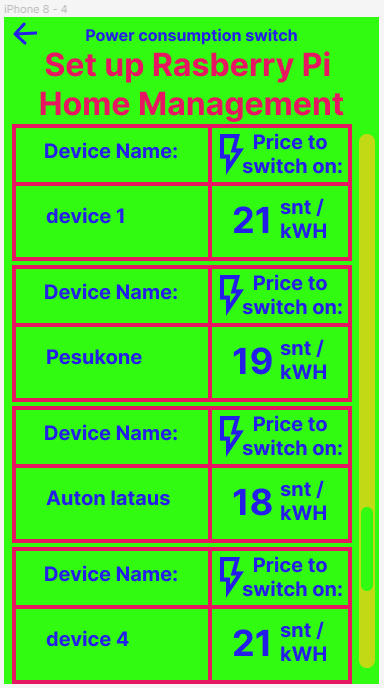 iPhone 8 - 4
Power consumption switch
Set up Rasberry Pi
Home Management
Device Name:
Price to
switch on:
device 1
21 snt /
kWH
Device Name:
Price to
switch on:
Pesukone
19 snt /
kWH
Device Name:
Price to
switch on:
Auton lataus
18 snt /
kWH
Device Name:
Price to
switch on:
device 4
21 snt /
kWH